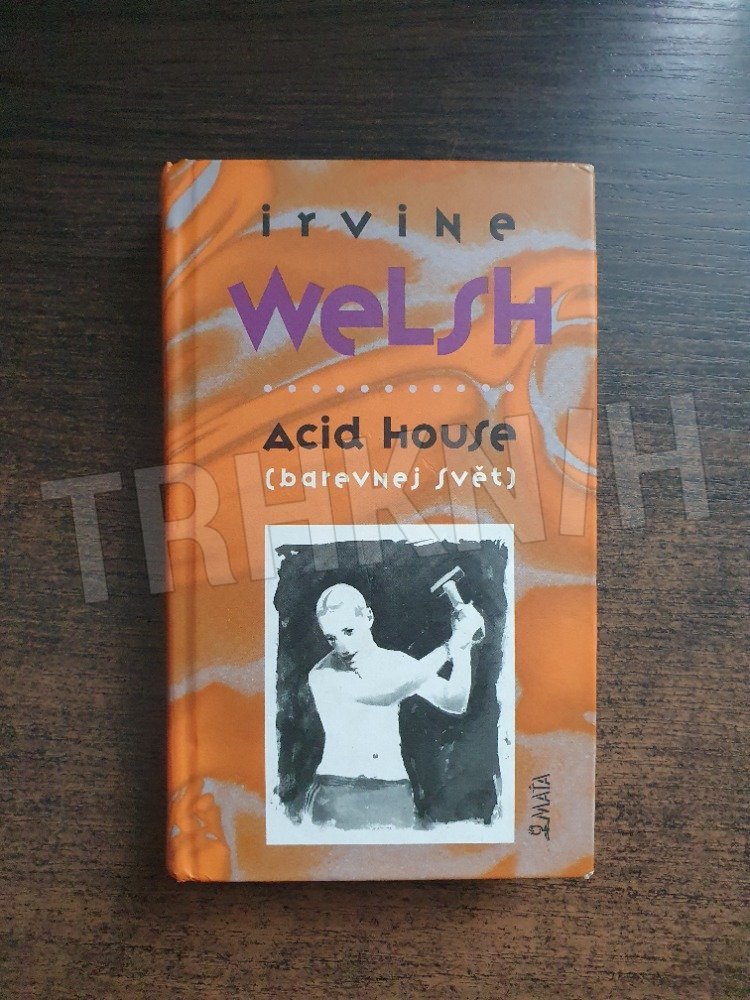 irviNe
WeLSH
Acid House
(barevNej svět)
MAŤA
TRHKNIH